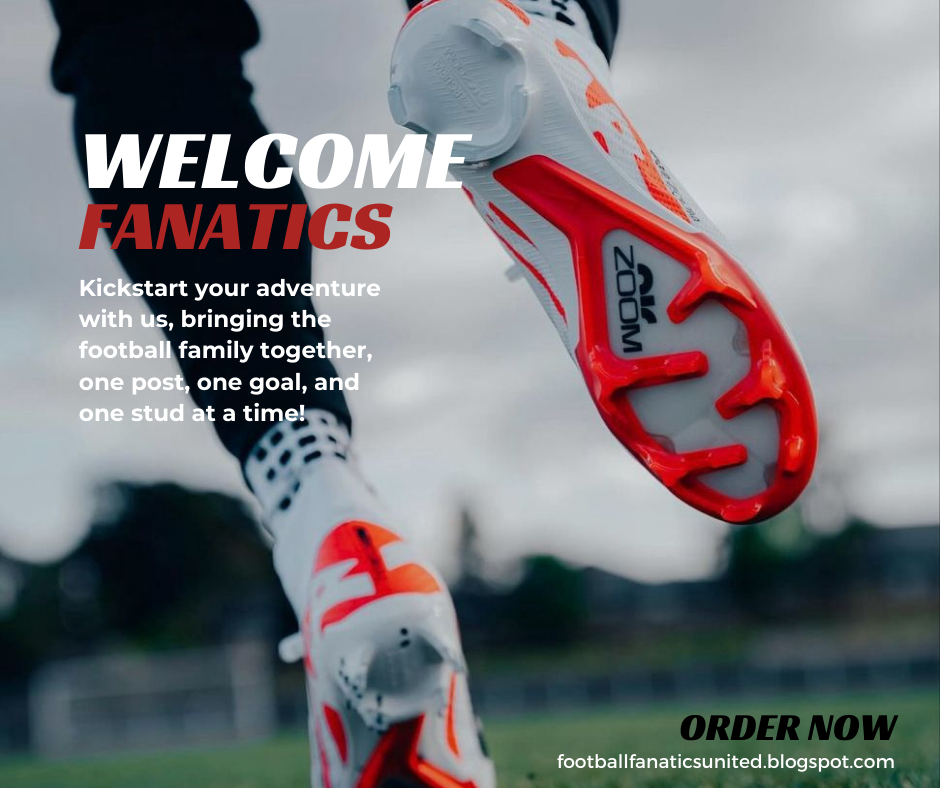 WELCOME
FANATICS
Kickstart your adventure
with us, bringing the
football family together,
one post, one goal, and
one stud at a time!
ZOOM
ORDER NOW
footballfanaticsunited.blogspot.com